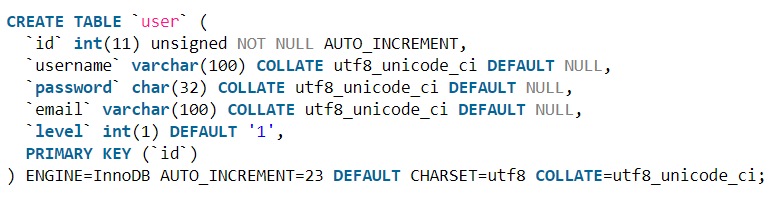 CREATE TABLE `user` (
  `id` int(11) unsigned NOT NULL AUTO_INCREMENT,
  `username` varchar(100) COLLATE utf8_unicode_ci DEFAULT NULL,
  `password` char(32) COLLATE utf8_unicode_ci DEFAULT NULL,
  `email` varchar(100) COLLATE utf8_unicode_ci DEFAULT NULL,
  `level` int(1) DEFAULT '1',
  PRIMARY KEY (`id`)
) ENGINE=InnoDB AUTO_INCREMENT=23 DEFAULT CHARSET=utf8 COLLATE=utf8_unicode_ci;